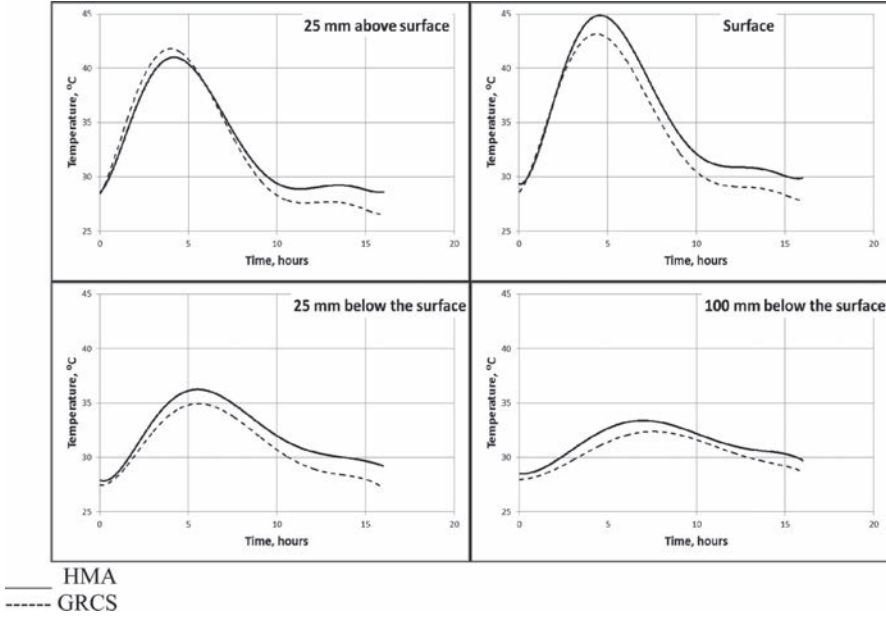 25 mm above surface
45
40
35
30
25
Temperature, °C
0 5 10 15 20
Time, hours
Surface
45
40
35
30
25
Temperature, °C
0 5 10 15 20
Time, hours
25 mm below the surface
45
40
35
30
25
Temperature, °C
0 5 10 15 20
Time, hours
100 mm below the surface
45
40
35
30
25
Temperature, °C
0 5 10 15 20
Time, hours
HMA
GRCS